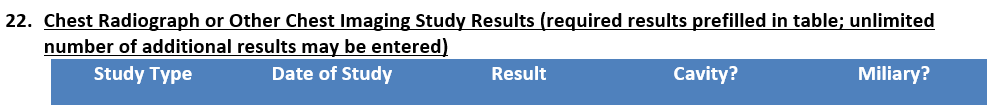 22. Chest Radiograph or Other Chest Imaging Study Results (required results prefilled in table; unlimited
number of additional results may be entered)
Study Type Date of Study Result Cavity? Miliary?